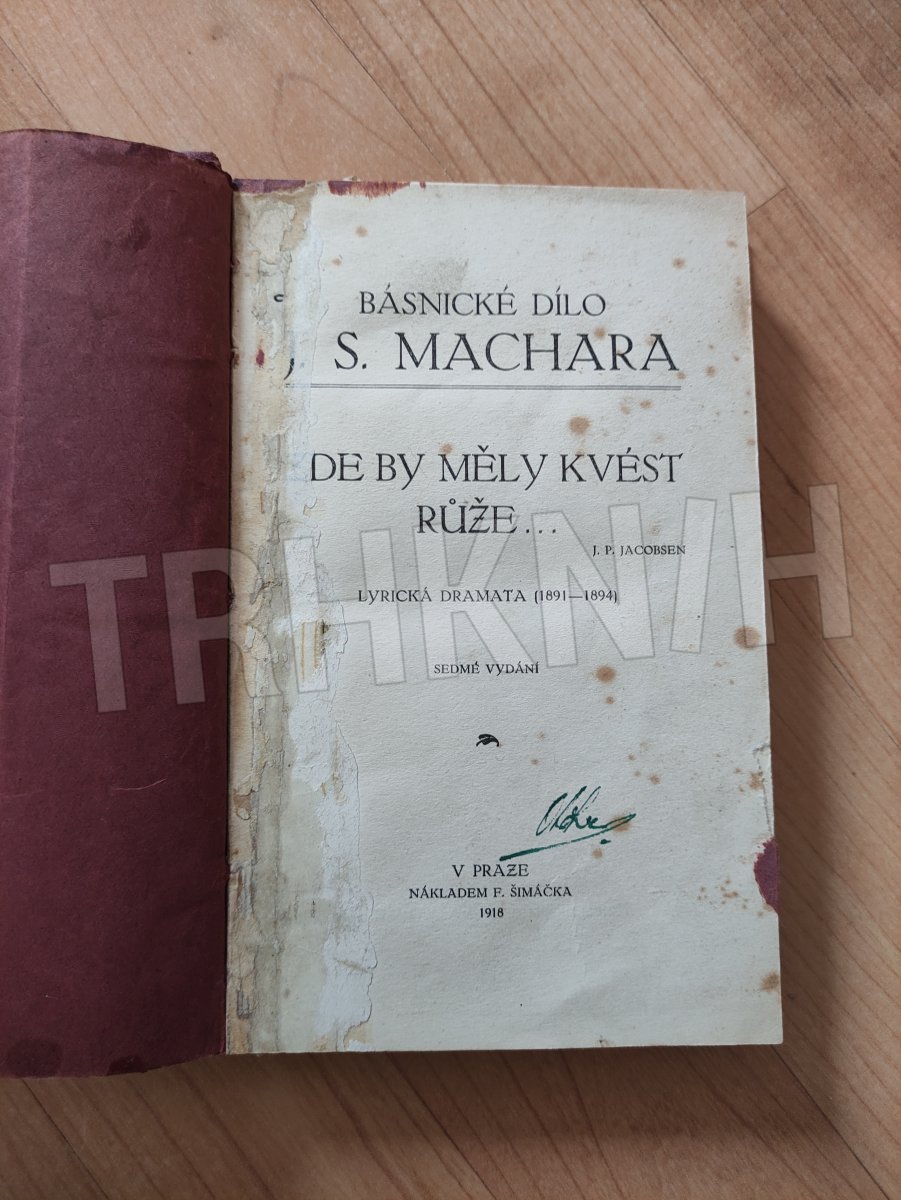 BÁSNICKÉ DÍLO
J. S. MACHARA
DE BY MĚLY KVÉST
RŮŽE...
J. P. JACOBSEN
LYRICKÁ DRAMATA (1891—1894)
SEDMÉ VYDÁNÍ
V PRAZE
NÁKLADEM F. ŠIMÁČKA
1918
TRHKNIH